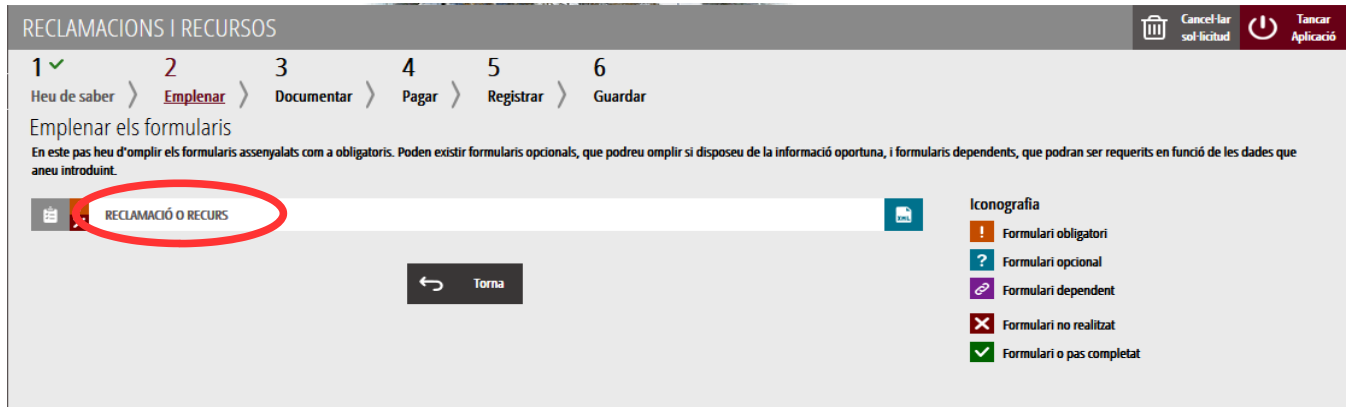 RECLAMACIONS I RECURSOS
Cancel·lar
sol·licitud
Tancar
Aplicació
1 2 3 4 5 6
Heu de saber Emplenar Documentar Pagar Registrar Guardar
Emplenar els formularis
En este pas heu d'omplir els formularis assenyalats com a obligatoris. Poden existir formularis opcionals, que podreu omplir si disposeu de la informació oportuna, i formularis dependents, que podran ser requerits en funció de les dades que
aneu introduint.
RECLAMACIÓ O RECURS
XML
Torna
Iconografia
! Formulari obligatori
? Formulari opcional
Formulari dependent
Formulari no realitzat
Formulari o pas completat